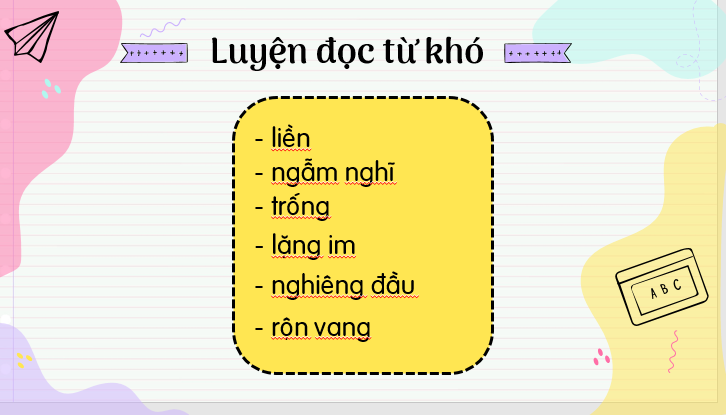 Luyện đọc từ khó
- liền
- ngẫm nghĩ
- trống
- lặng im
- nghiêng đầu
- rộn vang
A B C